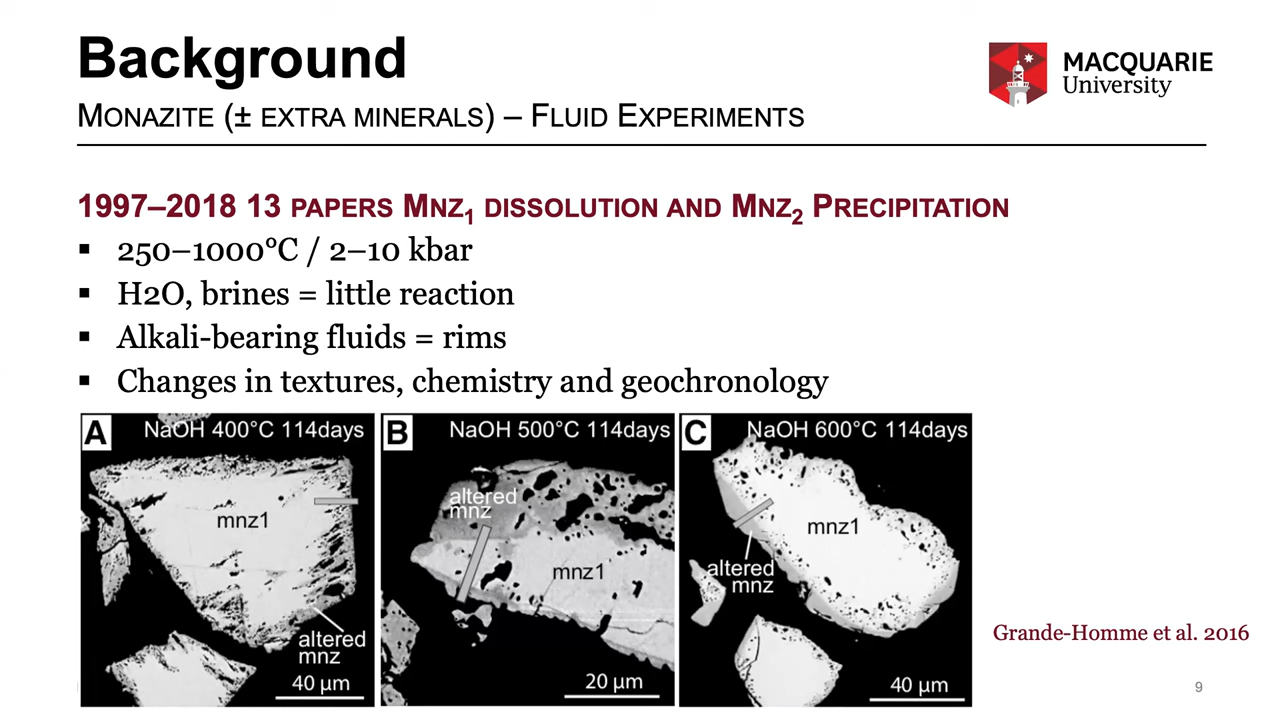 Background
MONAZITE (± EXTRA MINERALS) – FLUID EXPERIMENTS
MACQUARIE
University
1997–2018 13 PAPERS MNZ₁ DISSOLUTION AND MNZ₂ PRECIPITATION
▪ 250–1000°C / 2–10 kbar
▪ H2O, brines = little reaction
▪ Alkali-bearing fluids = rims
▪ Changes in textures, chemistry and geochronology
A NaOH 400°C 114days
mnz1
altered
mnz
40 µm
B NaOH 500°C 114days
altered
mnz
mnz1
20 µm
C NaOH 600°C 114days
mnz1
altered
mnz
40 µm
Grande-Homme et al. 2016
9